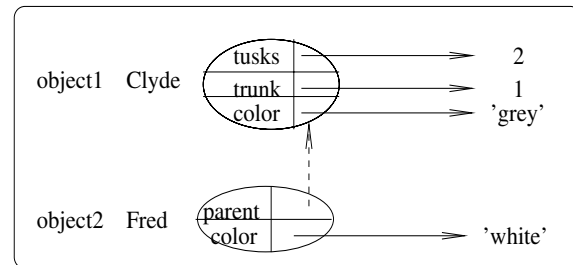 tusks 2
object1 Clyde trunk 1
color 'grey'
parent
object2 Fred color 'white'